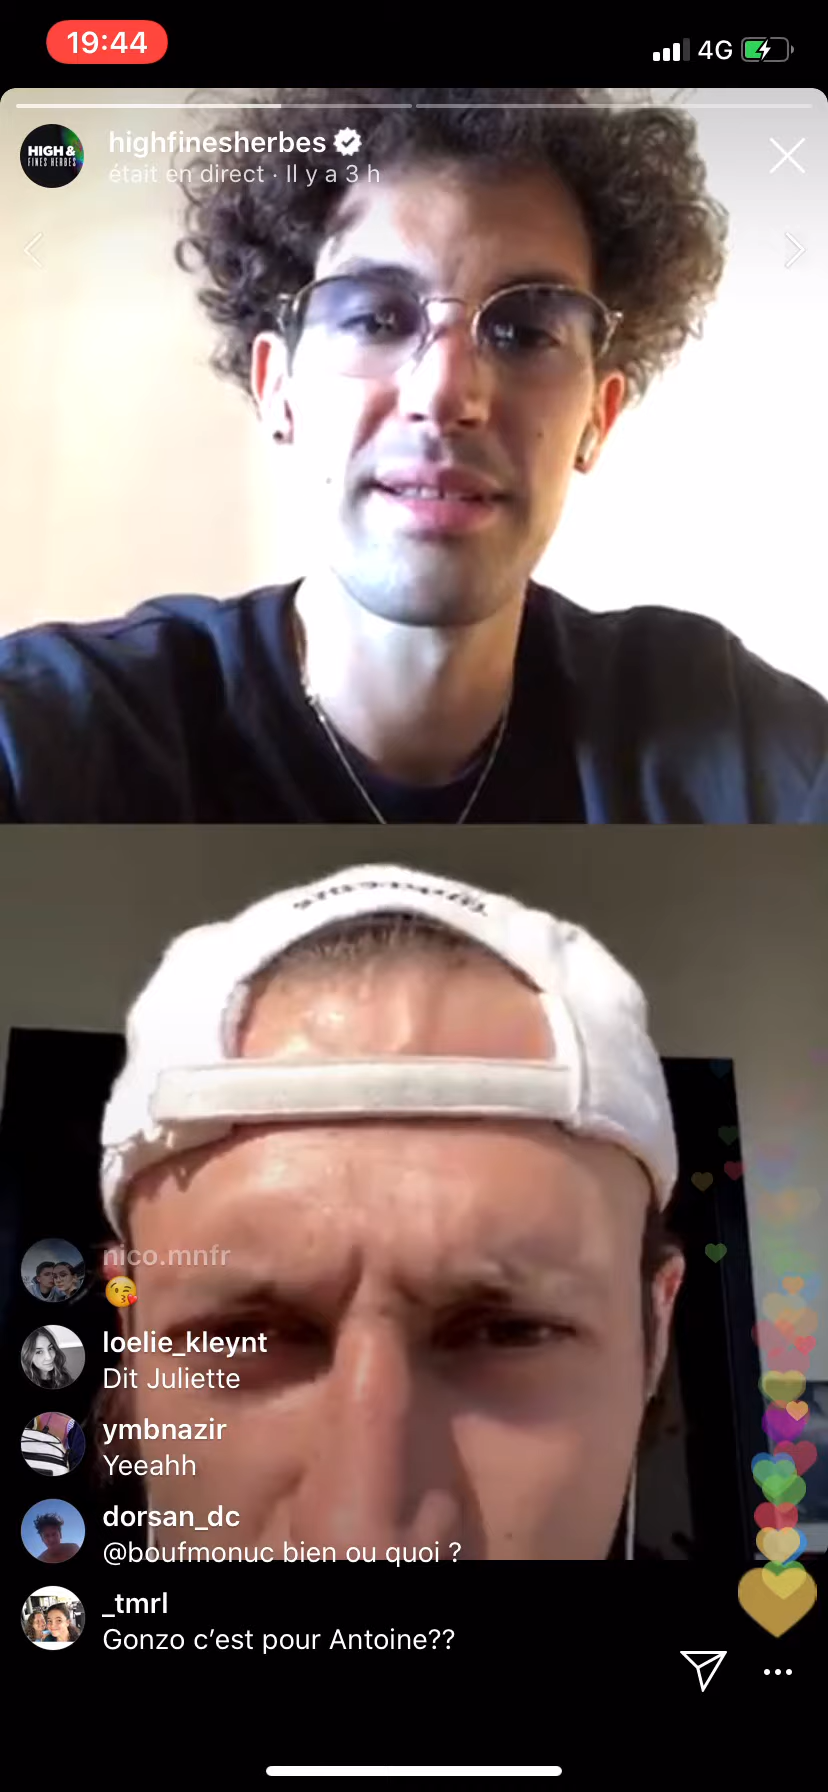 19:44
4G
HIGH &
FINES HERBES
highfinesherbes
était en direct · Il y a 3 h
nico.mnfr
😘
loelie_kleynt
Dit Juliette
ymbnazir
Yeeahh
dorsan_dc
@boufmonuc bien ou quoi ?
_tmrl
Gonzo c’est pour Antoine??